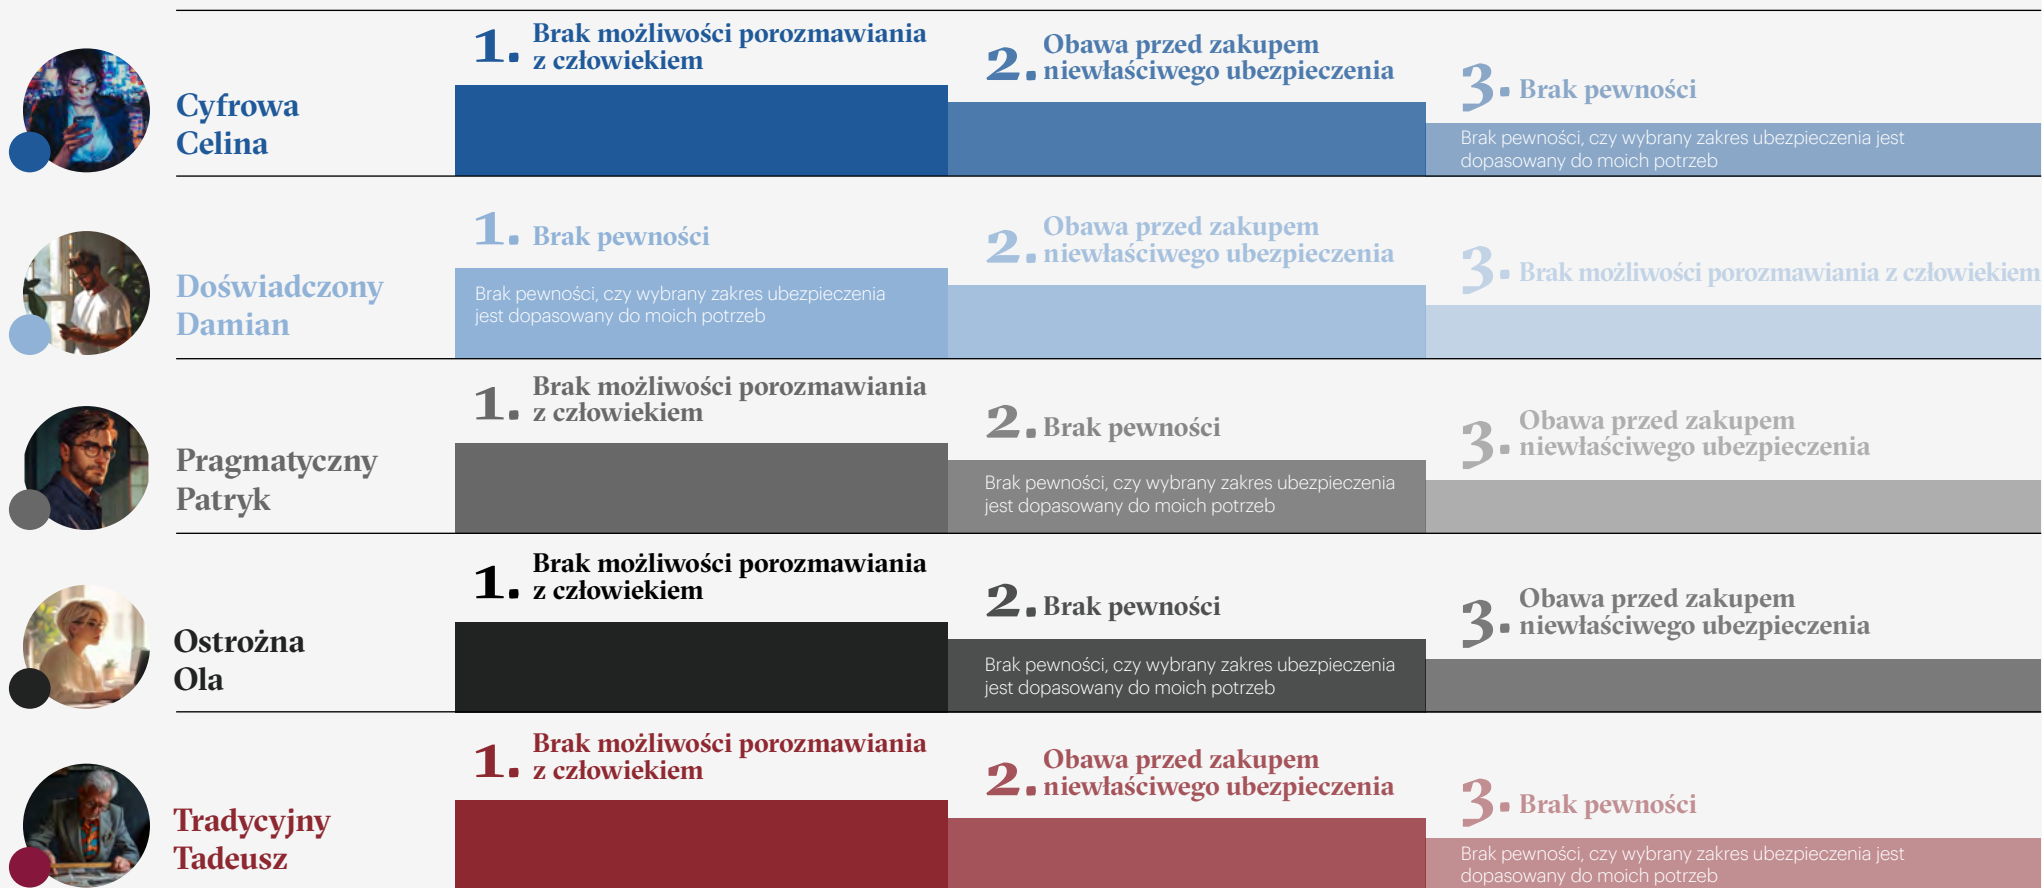 Cyfrowa
Celina
1. Brak możliwości porozmawiania
z człowiekiem
2. Obawa przed zakupem
niewłaściwego ubezpieczenia
3. Brak pewności
Brak pewności, czy wybrany zakres ubezpieczenia jest
dopasowany do moich potrzeb
Doświadczony
Damian
1. Brak pewności
Brak pewności, czy wybrany zakres ubezpieczenia
jest dopasowany do moich potrzeb
2. Obawa przed zakupem
niewłaściwego ubezpieczenia
3. Brak możliwości porozmawiania z człowiekiem
Pragmatyczny
Patryk
1. Brak możliwości porozmawiania
z człowiekiem
2. Brak pewności
Brak pewności, czy wybrany zakres ubezpieczenia
jest dopasowany do moich potrzeb
3. Obawa przed zakupem
niewłaściwego ubezpieczenia
Ostrożna
Ola
1. Brak możliwości porozmawiania
z człowiekiem
2. Brak pewności
Brak pewności, czy wybrany zakres ubezpieczenia
jest dopasowany do moich potrzeb
3. Obawa przed zakupem
niewłaściwego ubezpieczenia
Tradycyjny
Tadeusz
1. Brak możliwości porozmawiania
z człowiekiem
2. Obawa przed zakupem
niewłaściwego ubezpieczenia
3. Brak pewności
Brak pewności, czy wybrany zakres ubezpieczenia jest
dopasowany do moich potrzeb